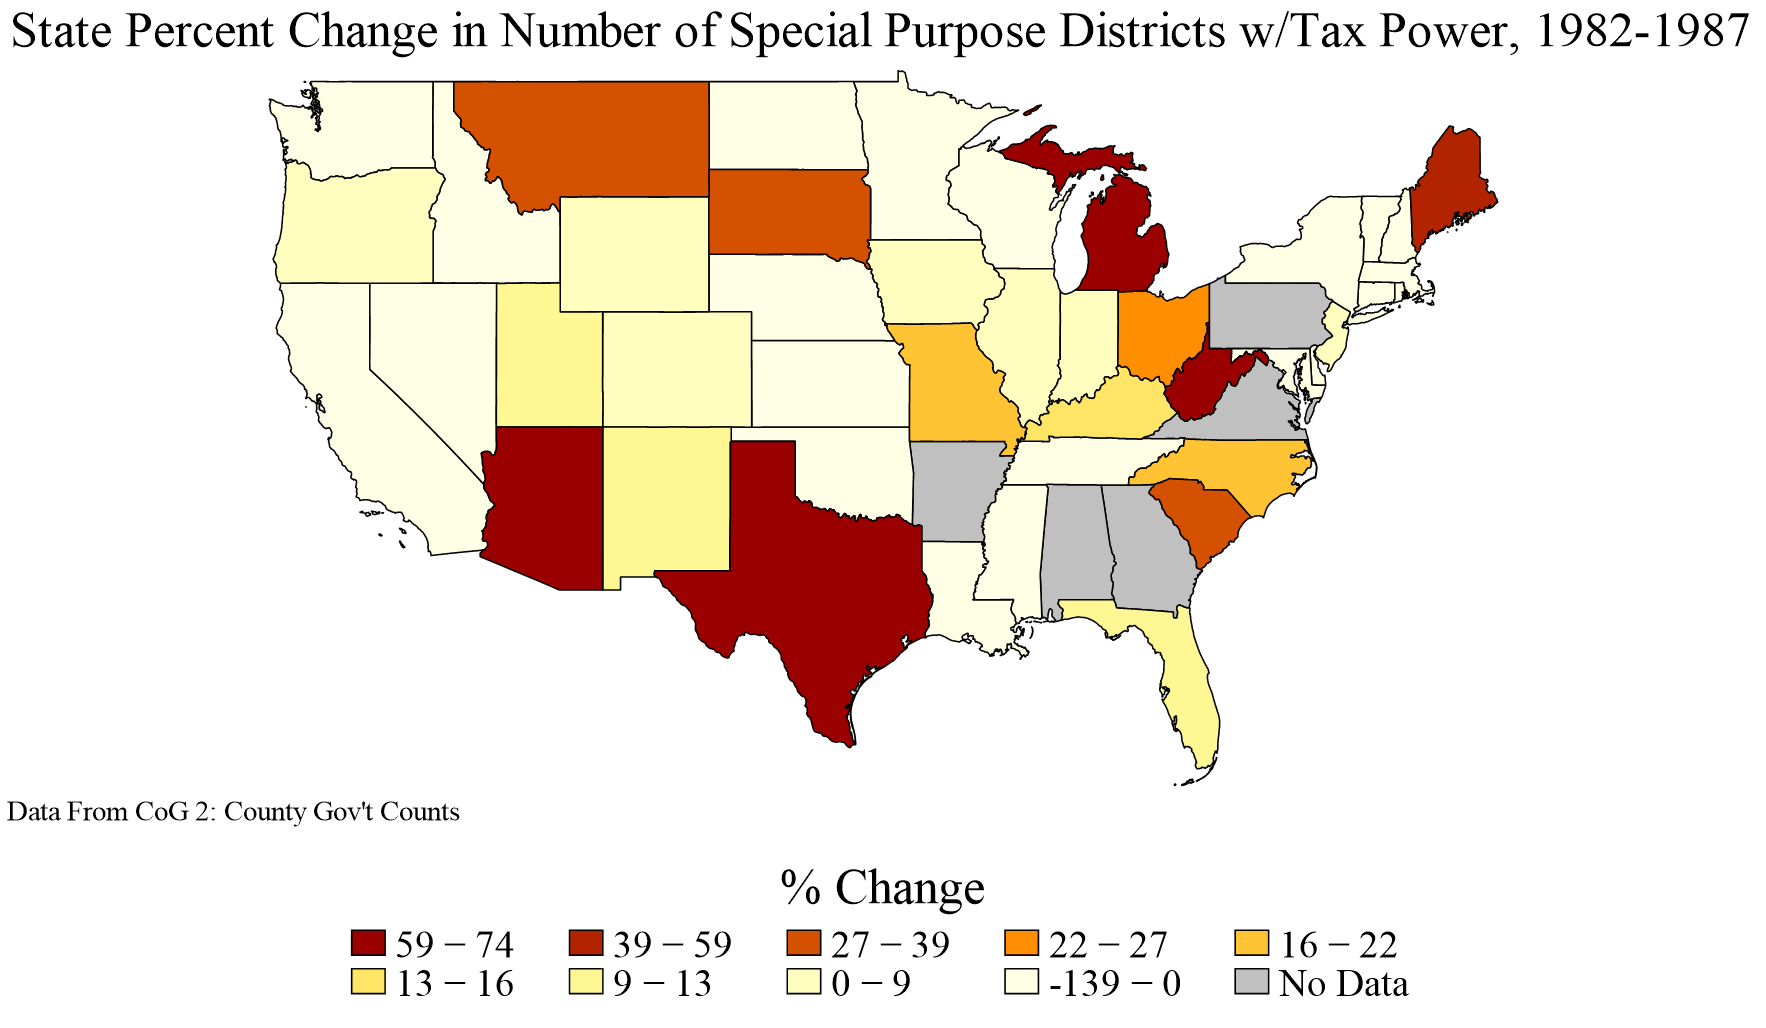 State Percent Change in Number of Special Purpose Districts w/Tax Power, 1982-1987
Data From CoG 2: County Gov't Counts
% Change
59 – 74 39 – 59 27 – 39 22 – 27 16 – 22
13 – 16 9 – 13 0 – 9 -139 – 0 No Data